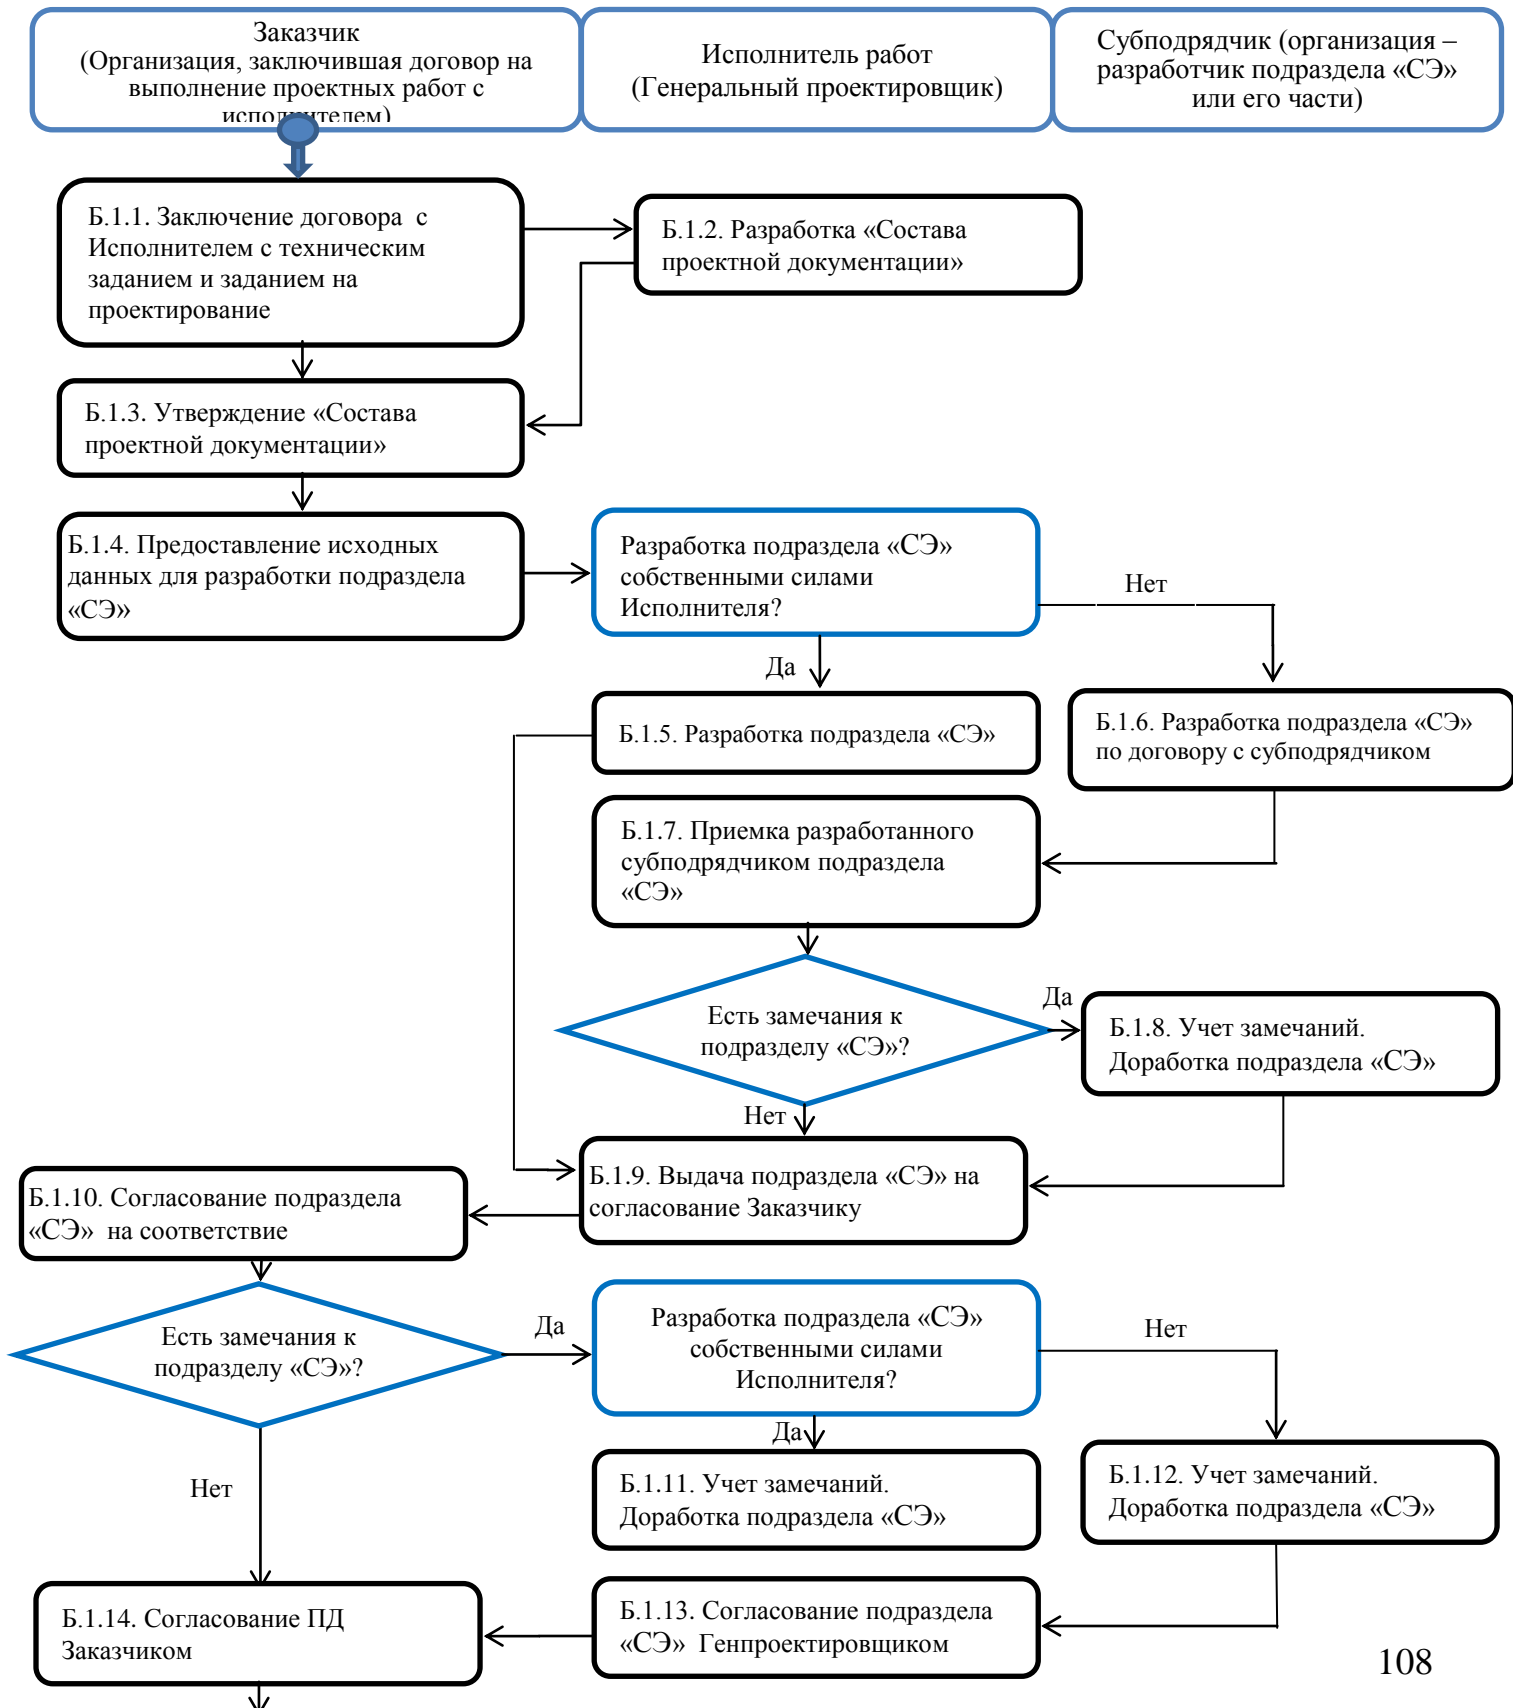 Заказчик
(Организация, заключившая договор на
выполнение проектных работ с
исполнителем)
Исполнитель работ
(Генеральный проектировщик)
Субподрядчик (организация –
разработчик подраздела «СЭ»
или его части)
Б.1.1. Заключение договора с
Исполнителем с техническим
заданием и заданием на
проектирование
Б.1.2. Разработка «Состава
проектной документации»
Б.1.3. Утверждение «Состава
проектной документации»
Б.1.4. Предоставление исходных
данных для разработки подраздела
«СЭ»
Разработка подраздела «СЭ»
собственными силами
Исполнителя?
Нет
Да
Б.1.5. Разработка подраздела «СЭ»
Б.1.6. Разработка подраздела «СЭ»
по договору с субподрядчиком
Б.1.7. Приемка разработанного
субподрядчиком подраздела
«СЭ»
Есть замечания к
подразделу «СЭ»?
Да
Б.1.8. Учет замечаний.
Доработка подраздела «СЭ»
Нет
Б.1.9. Выдача подраздела «СЭ» на
согласование Заказчику
Б.1.10. Согласование подраздела
«СЭ» на соответствие
Есть замечания к
подразделу «СЭ»?
Да
Разработка подраздела «СЭ»
собственными силами
Исполнителя?
Нет
Да
Нет
Б.1.11. Учет замечаний.
Доработка подраздела «СЭ»
Б.1.12. Учет замечаний.
Доработка подраздела «СЭ»
Б.1.14. Согласование ПД
Заказчиком
Б.1.13. Согласование подраздела
«СЭ» Генпроектировщиком
108